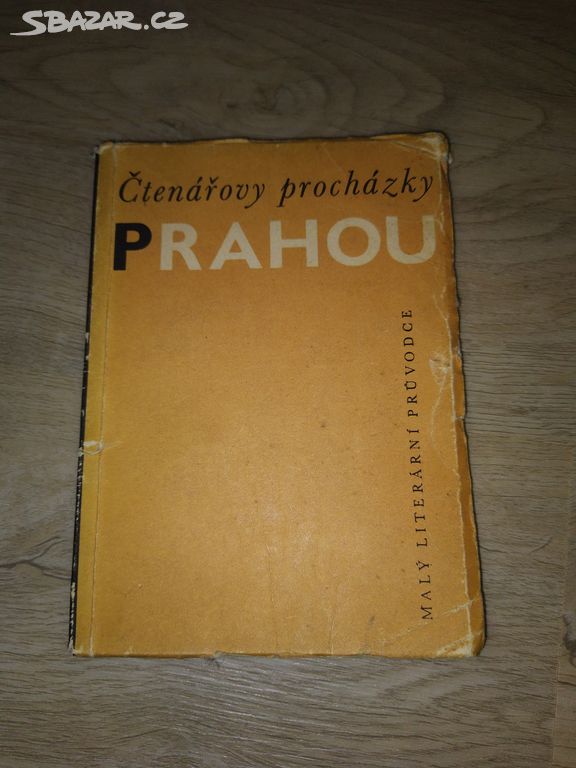 SBAZAR.CZ
Čtenářovy procházky
PRAHOU
MALÝ LITERÁRNÍ PRŮVODCE